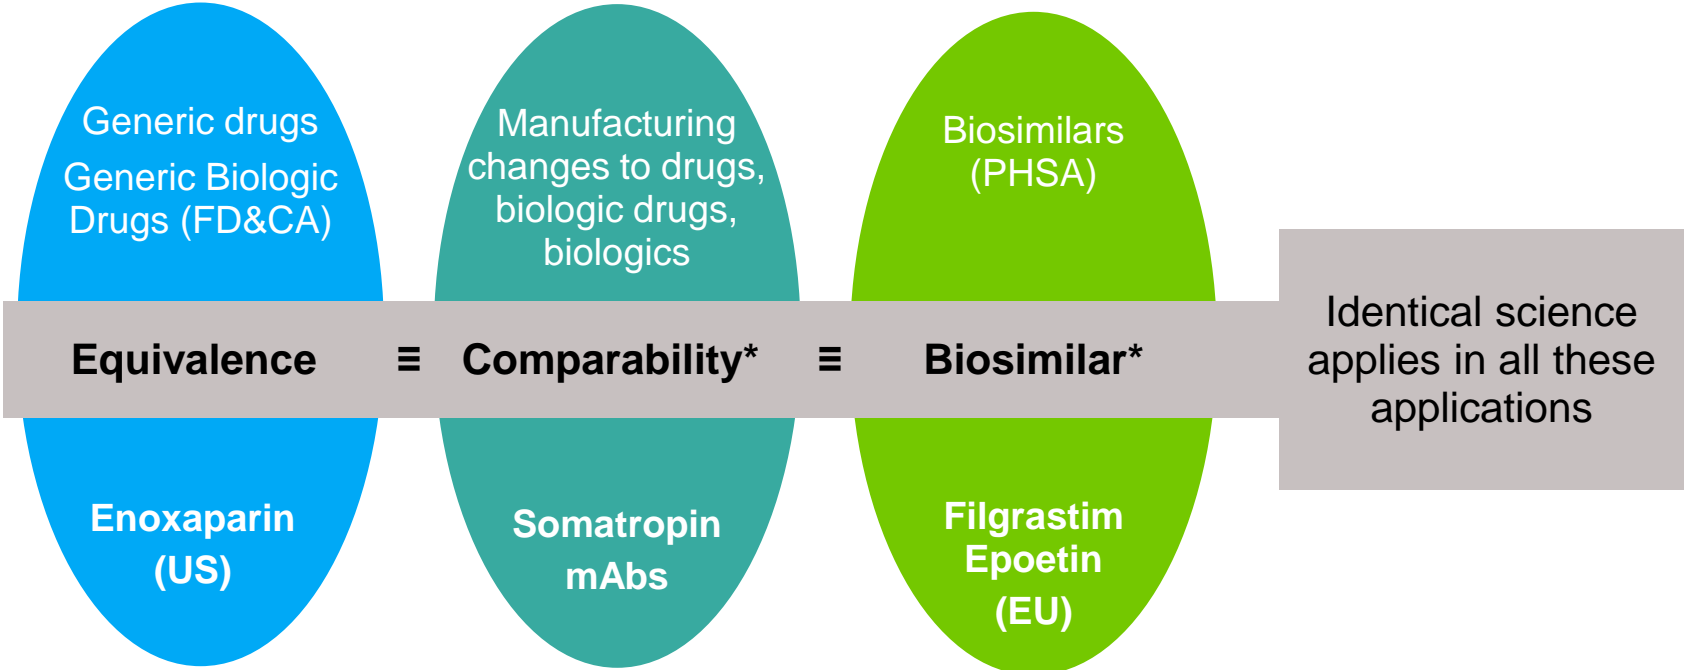 Generic drugs
Generic Biologic
Drugs (FD&CA)
Manufacturing
changes to drugs,
biologic drugs,
biologics
Biosimilars
(PHSA)
Equivalence ≡ Comparability* ≡ Biosimilar*
Identical science
applies in all these
applications
Enoxaparin
(US)
Somatropin
mAbs
Filgrastim
Epoetin
(EU)